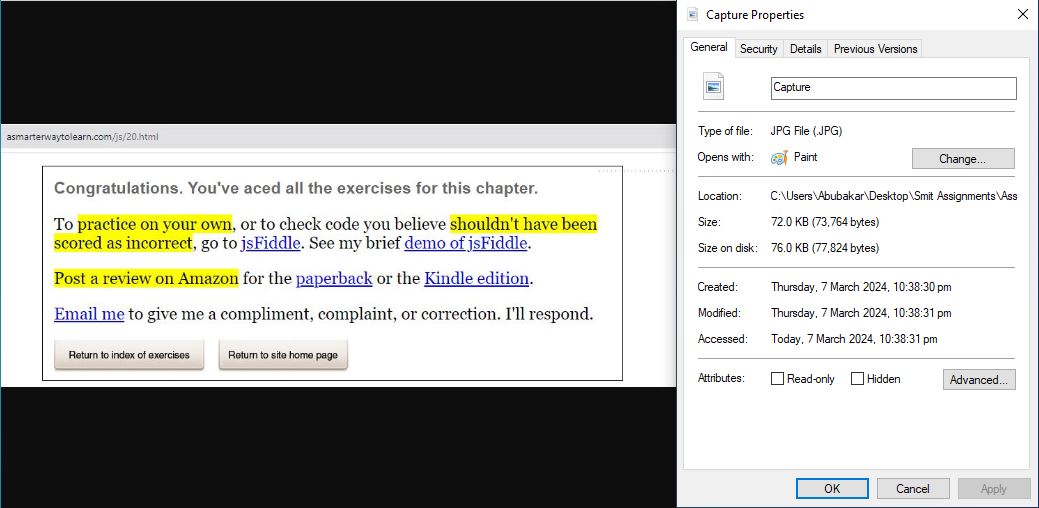 asmarterwaytolearn.com/js/20.html
Congratulations. You've aced all the exercises for this chapter.
To practice on your own, or to check code you believe shouldn't have been
scored as incorrect, go to jsFiddle. See my brief demo of jsFiddle.
Post a review on Amazon for the paperback or the Kindle edition.
Email me to give me a compliment, complaint, or correction. I'll respond.
Return to index of exercises
Return to site home page
Capture Properties
General Security Details Previous Versions
Capture
Type of file: JPG File (.JPG)
Opens with: Paint Change...
Location: C:\Users\Abubakar\Desktop\Smit Assignments\Ass
Size: 72.0 KB (73,764 bytes)
Size on disk: 76.0 KB (77,824 bytes)
Created: Thursday, 7 March 2024, 10:38:30 pm
Modified: Thursday, 7 March 2024, 10:38:31 pm
Accessed: Today, 7 March 2024, 10:38:31 pm
Attributes: Read-only Hidden Advanced...
OK Cancel Apply